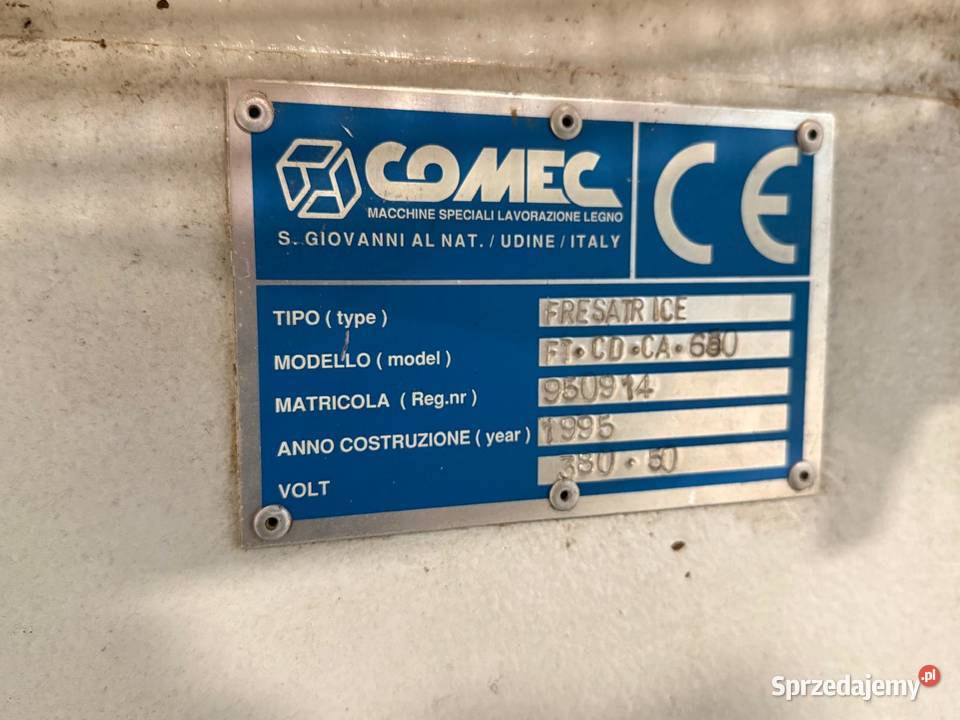 COMEC
MACCHINE SPECIALI LAVORAZIONE LEGNO
S. GIOVANNI AL NAT. / UDINE / ITALY
CE
TIPO ( type ) FRESATRICE
MODELLO ( model ) FT·CD·CA·650
MATRICOLA ( Reg.nr ) 950914
ANNO COSTRUZIONE ( year ) 1995
VOLT 380·50
Sprzedajemy.pl